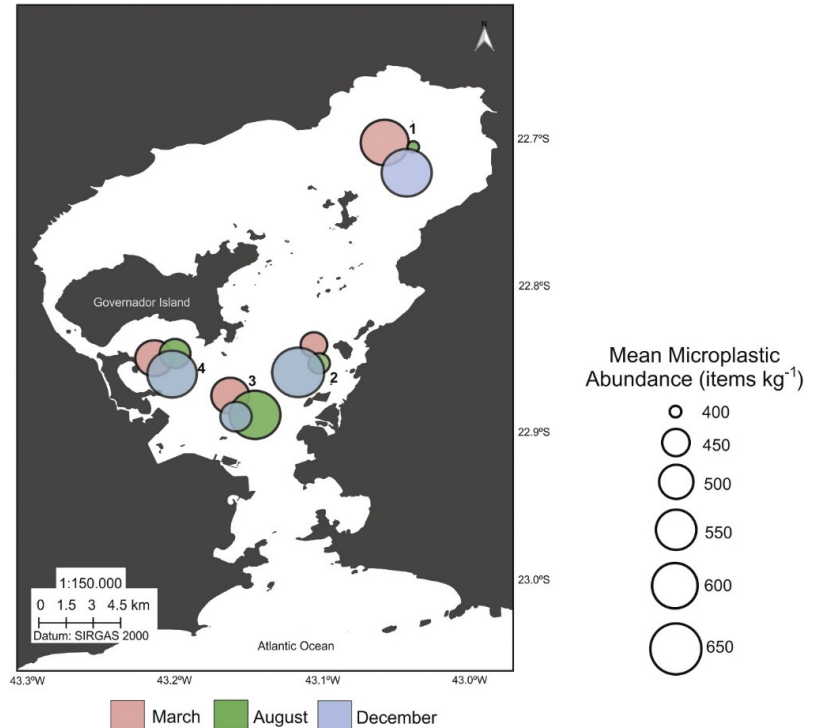 N
1
22.7ºS
22.8ºS
Governador Island
4
3
2
22.9ºS
23.0ºS
1:150.000
0 1.5 3 4.5 km
Datum: SIRGAS 2000
Atlantic Ocean
43.3ºW 43.2ºW 43.1ºW 43.0ºW
March August December
Mean Microplastic
Abundance (items kg-1)
400
450
500
550
600
650